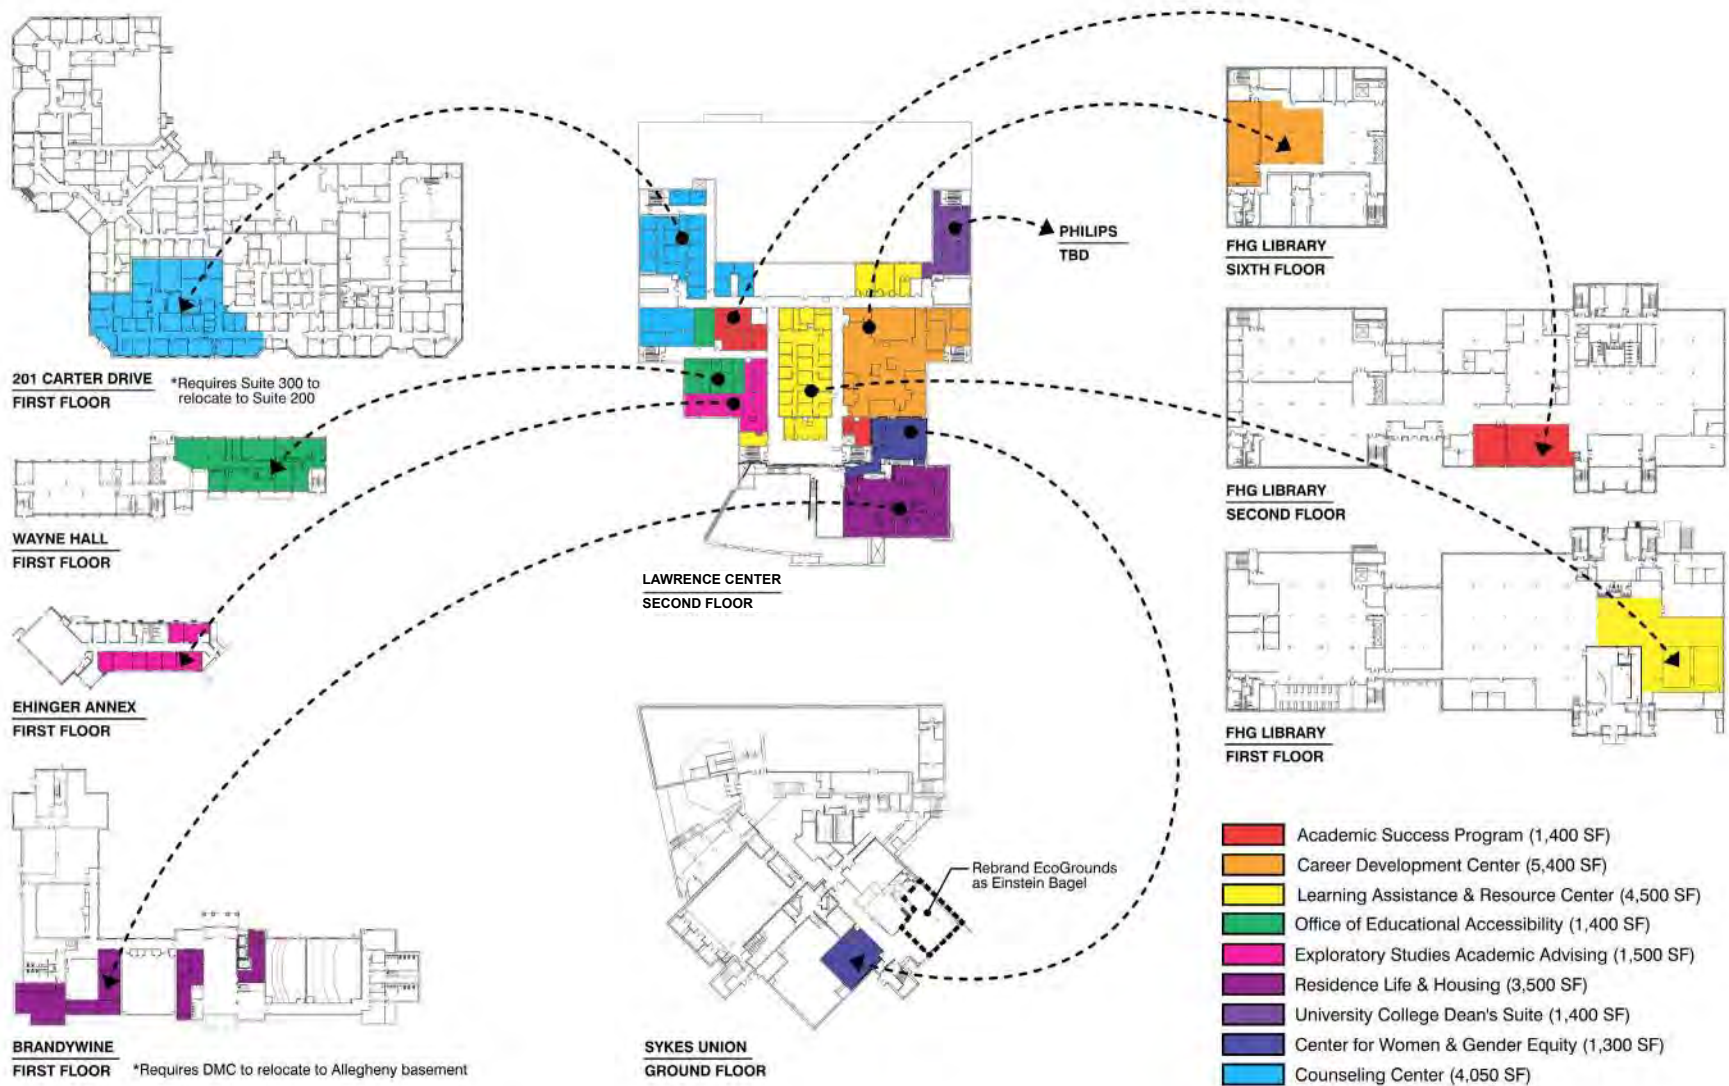 201 CARTER DRIVE
FIRST FLOOR
*Requires Suite 300 to
relocate to Suite 200
WAYNE HALL
FIRST FLOOR
EHINGER ANNEX
FIRST FLOOR
BRANDYWINE
FIRST FLOOR
*Requires DMC to relocate to Allegheny basement
LAWRENCE CENTER
SECOND FLOOR
PHILIPS
TBD
SYKES UNION
GROUND FLOOR
Rebrand EcoGrounds
as Einstein Bagel
FHG LIBRARY
SIXTH FLOOR
FHG LIBRARY
SECOND FLOOR
FHG LIBRARY
FIRST FLOOR
Academic Success Program (1,400 SF)
Career Development Center (5,400 SF)
Learning Assistance & Resource Center (4,500 SF)
Office of Educational Accessibility (1,400 SF)
Exploratory Studies Academic Advising (1,500 SF)
Residence Life & Housing (3,500 SF)
University College Dean's Suite (1,400 SF)
Center for Women & Gender Equity (1,300 SF)
Counseling Center (4,050 SF)